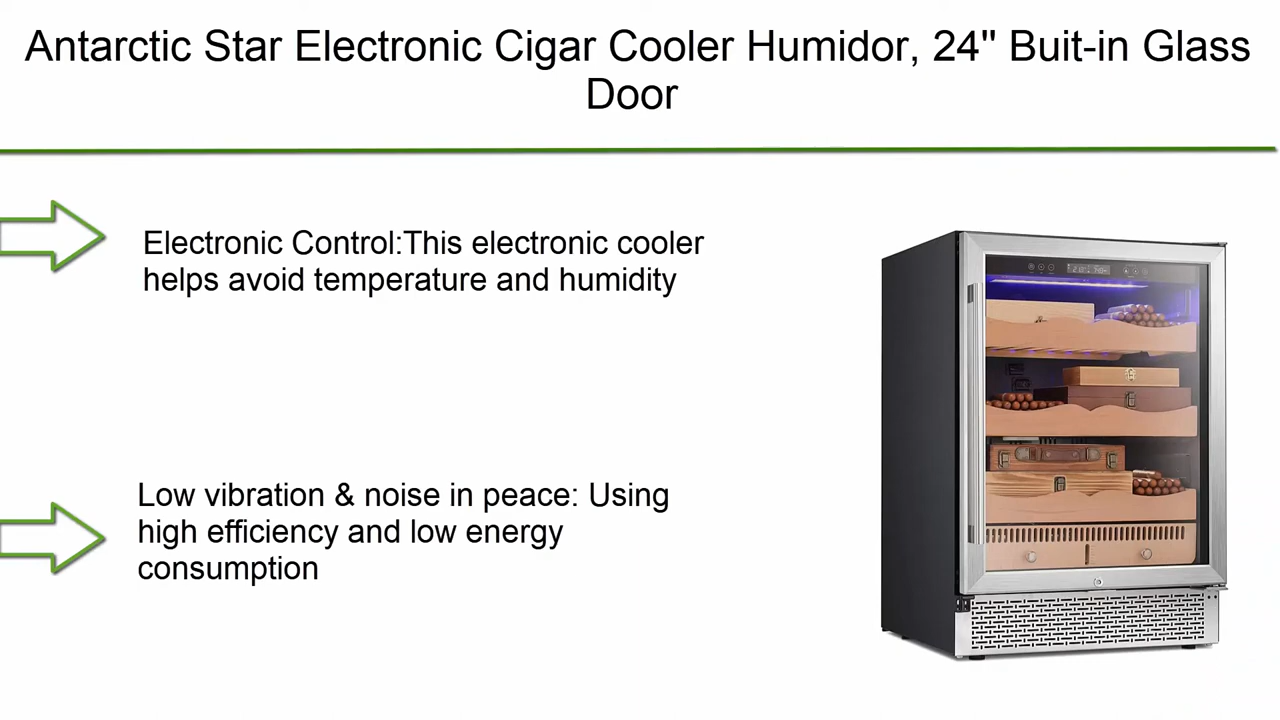 Antarctic Star Electronic Cigar Cooler Humidor, 24'' Buit-in Glass
Door
Electronic Control:This electronic cooler
helps avoid temperature and humidity
Low vibration & noise in peace: Using
high efficiency and low energy
consumption